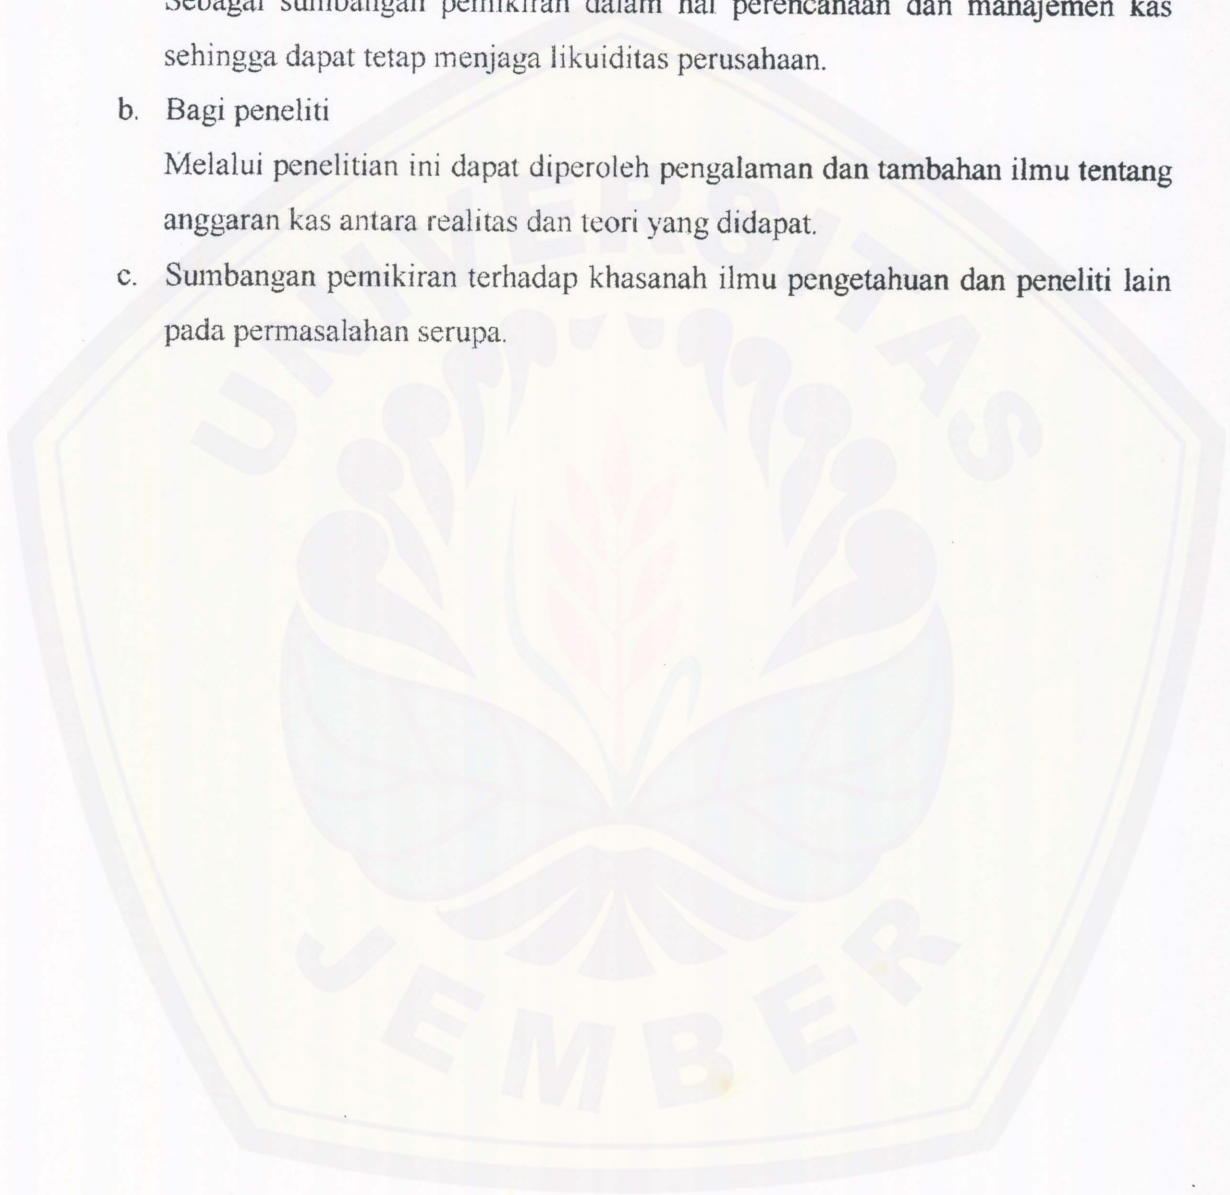 Sebagai sumbangan pemikiran dalam hal perencanaan dan manajemen kas
sehingga dapat tetap menjaga likuiditas perusahaan.
b. Bagi peneliti
Melalui penelitian ini dapat diperoleh pengalaman dan tambahan ilmu tentang
anggaran kas antara realitas dan teori yang didapat.
c. Sumbangan pemikiran terhadap khasanah ilmu pengetahuan dan peneliti lain
pada permasalahan serupa.
UNIVERSITAS
JEMBER